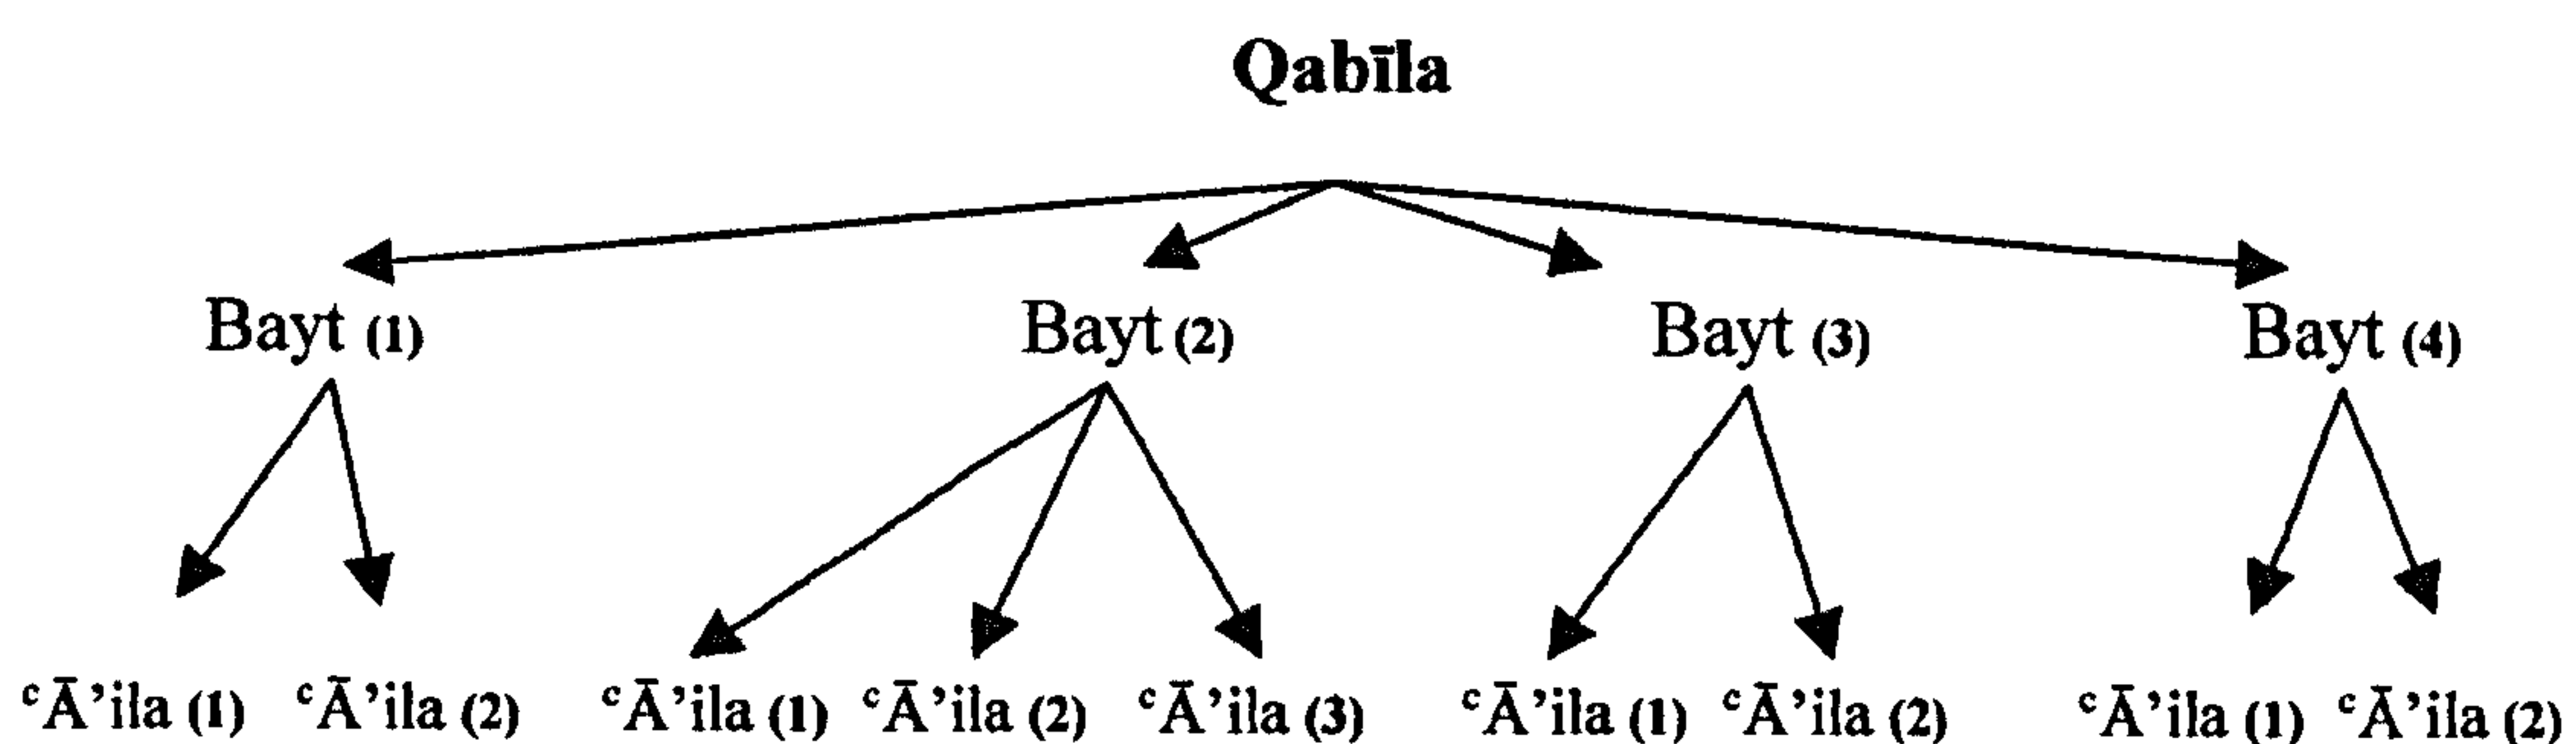 Qabīla
Bayt (1) Bayt (2) Bayt (3) Bayt (4)
ᶜĀ’ila (1) ᶜĀ’ila (2) ᶜĀ’ila (1) ᶜĀ’ila (2) ᶜĀ’ila (3) ᶜĀ’ila (1) ᶜĀ’ila (2) ᶜĀ’ila (1) ᶜĀ’ila (2)